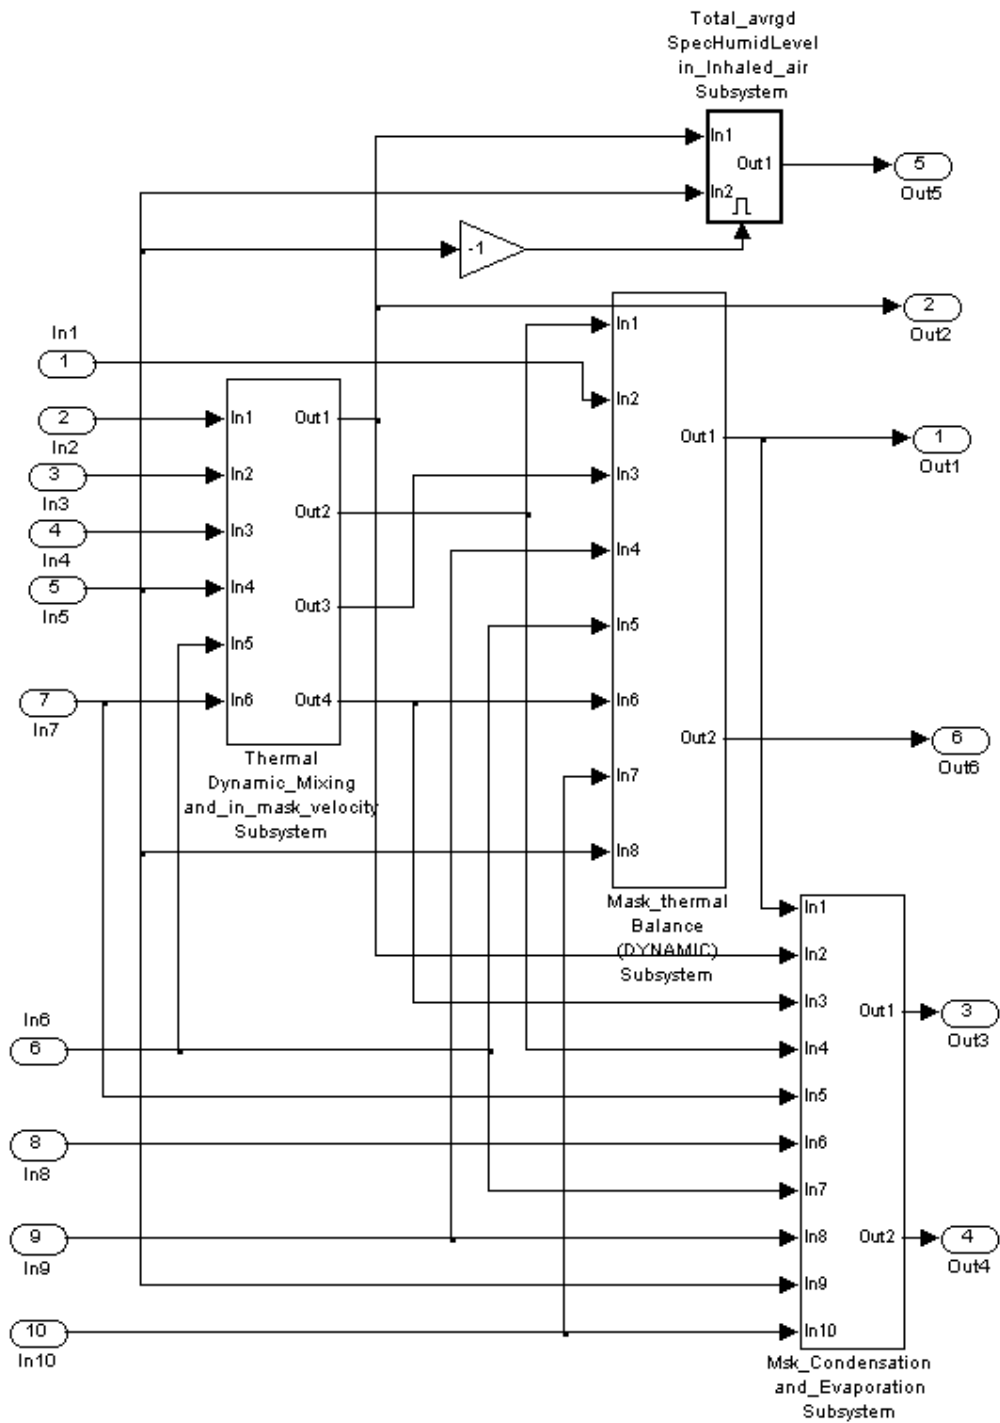 Total_avrgd
SpecHumidLevel
in_Inhaled_air
Subsystem
In1
Out1
In2
5
Out5
-1
2
Out2
In1
1
2
In2
3
In3
4
In4
5
In5
7
In7
In1
In2
In3
In4
In5
In6
Out1
Out2
Out3
Out4
Thermal
Dynamic_Mixing
and_in_mask_velocity
Subsystem
In1
In2
In3
In4
In5
In6
In7
In8
Out1
Out2
Mask_thermal
Balance
(DYNAMIC)
Subsystem
1
Out1
6
Out6
In6
6
8
In8
9
In9
10
In10
In1
In2
In3
In4
In5
In6
In7
In8
In9
In10
Out1
Out2
Msk_Condensation
and_Evaporation
Subsystem
3
Out3
4
Out4